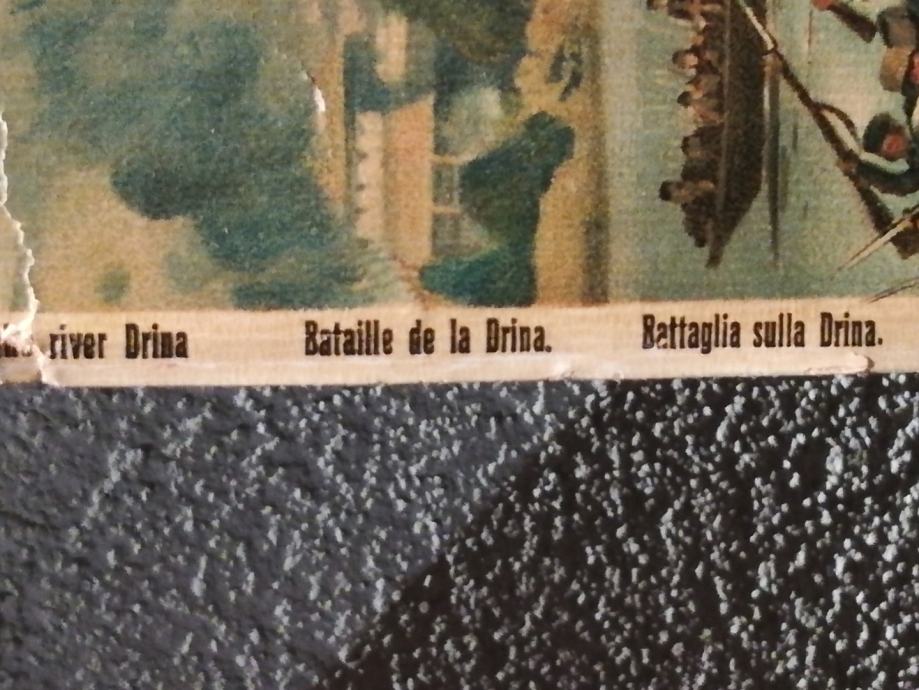 river Drina Bataille de la Drina. Battaglia sulla Drina.